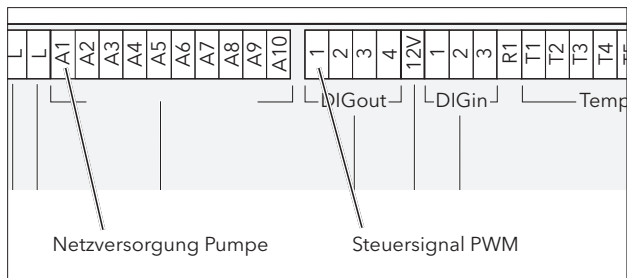 L L A1 A2 A3 A4 A5 A6 A7 A8 A9 A10 1 2 3 4 12V 1 2 3 R1 T1 T2 T3 T4
DIGout DIGin Temp
Netzversorgung Pumpe Steuersignal PWM